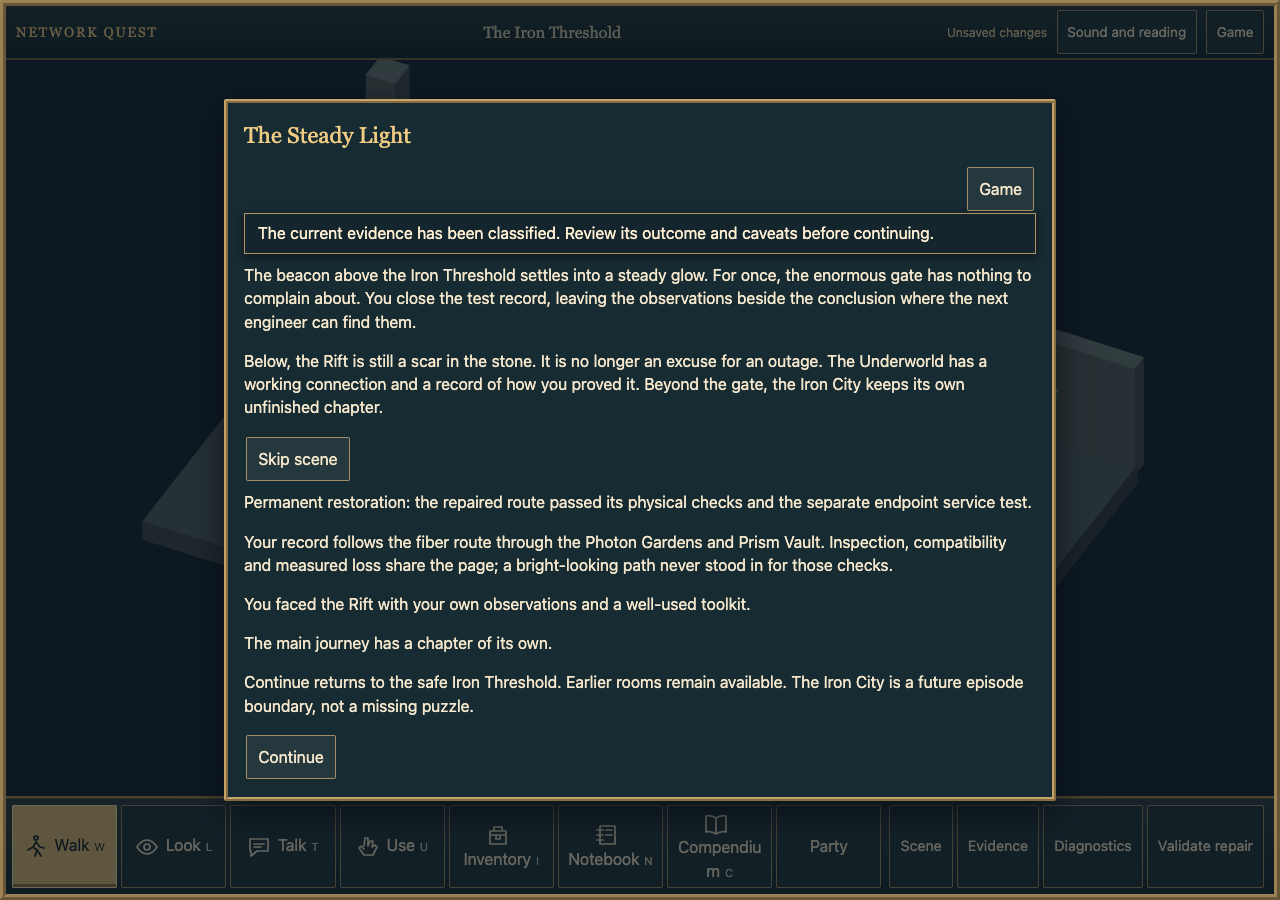 NETWORK QUEST
The Iron Threshold
Unsaved changes
Sound and reading
Game
The Steady Light
Game
The current evidence has been classified. Review its outcome and caveats before continuing.
The beacon above the Iron Threshold settles into a steady glow. For once, the enormous gate has nothing to
complain about. You close the test record, leaving the observations beside the conclusion where the next
engineer can find them.
Below, the Rift is still a scar in the stone. It is no longer an excuse for an outage. The Underworld has a
working connection and a record of how you proved it. Beyond the gate, the Iron City keeps its own
unfinished chapter.
Skip scene
Permanent restoration: the repaired route passed its physical checks and the separate endpoint service test.
Your record follows the fiber route through the Photon Gardens and Prism Vault. Inspection, compatibility
and measured loss share the page; a bright-looking path never stood in for those checks.
You faced the Rift with your own observations and a well-used toolkit.
The main journey has a chapter of its own.
Continue returns to the safe Iron Threshold. Earlier rooms remain available. The Iron City is a future episode
boundary, not a missing puzzle.
Continue
Walk W
Look L
Talk T
Use U
Inventory I
Notebook N
Compendiu
m C
Party
Scene
Evidence
Diagnostics
Validate repair